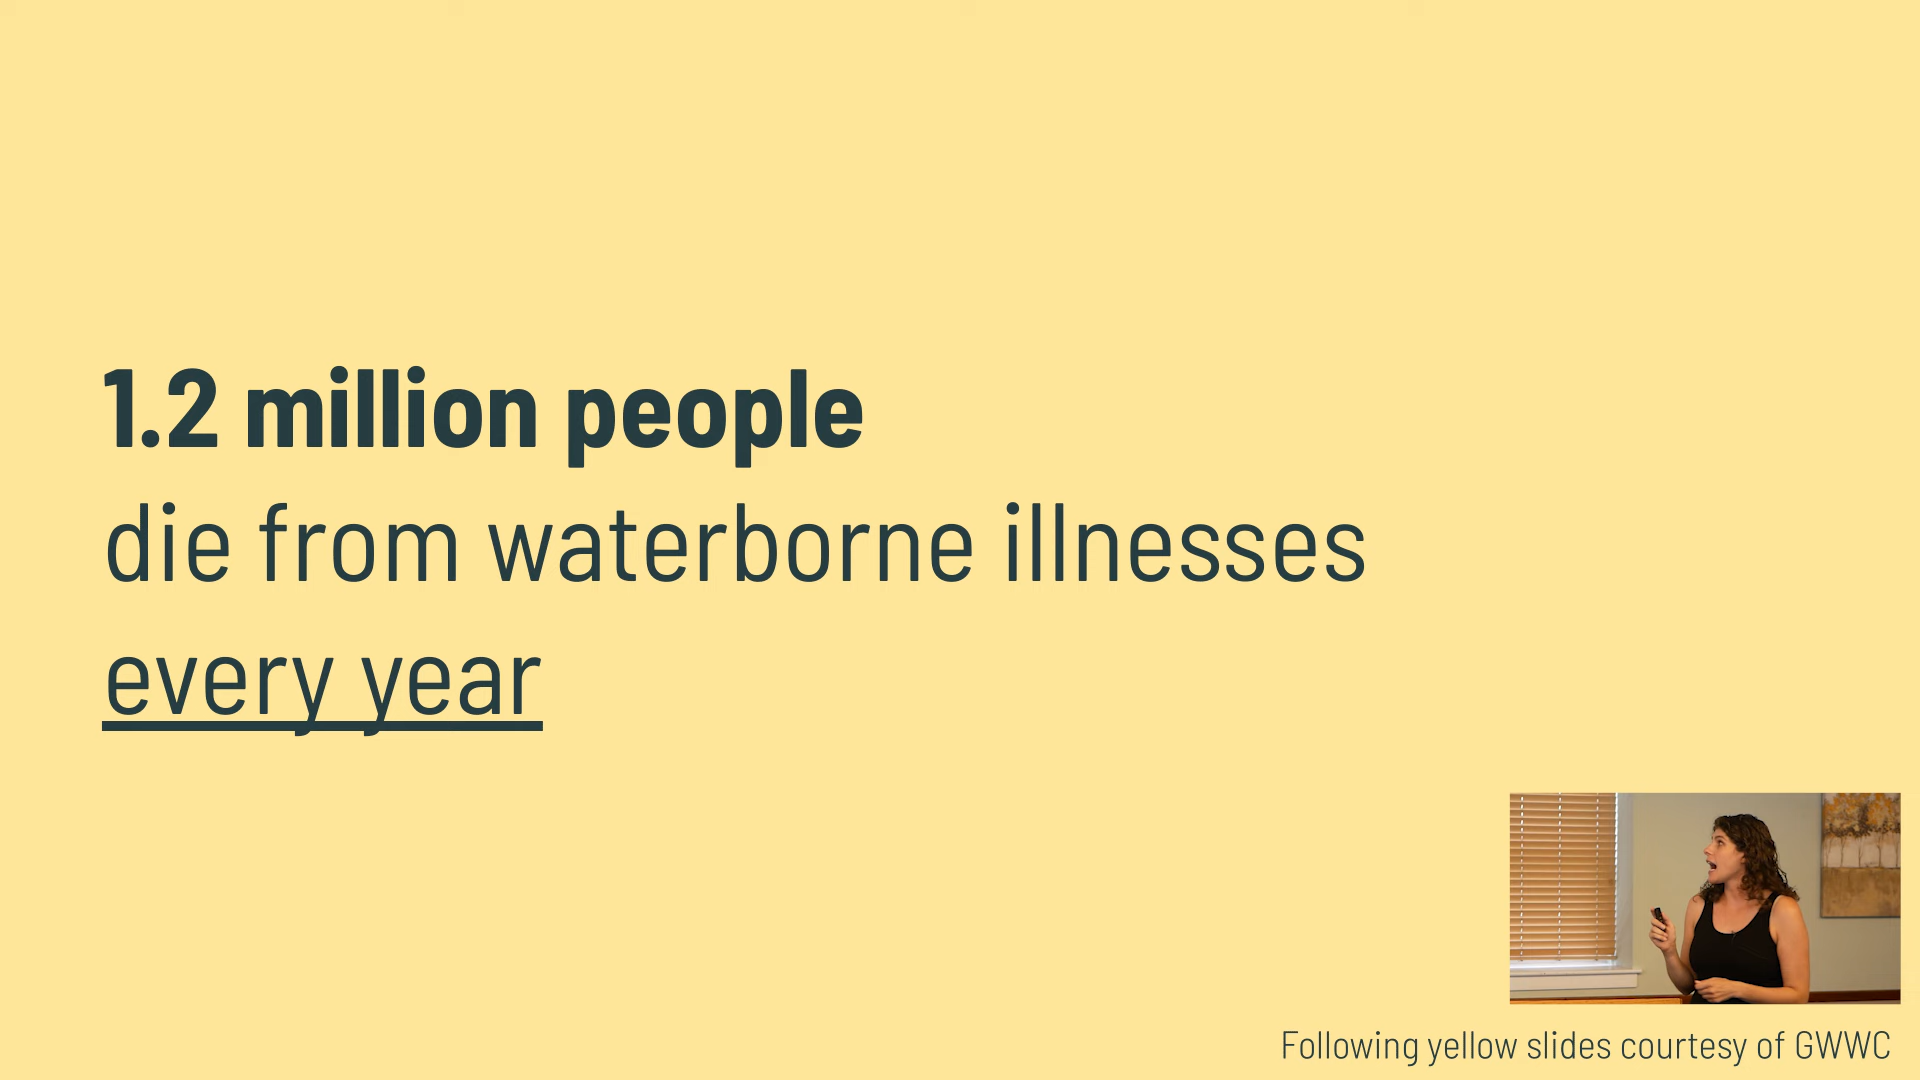 1.2 million people
die from waterborne illnesses
every year
Following yellow slides courtesy of GWWC